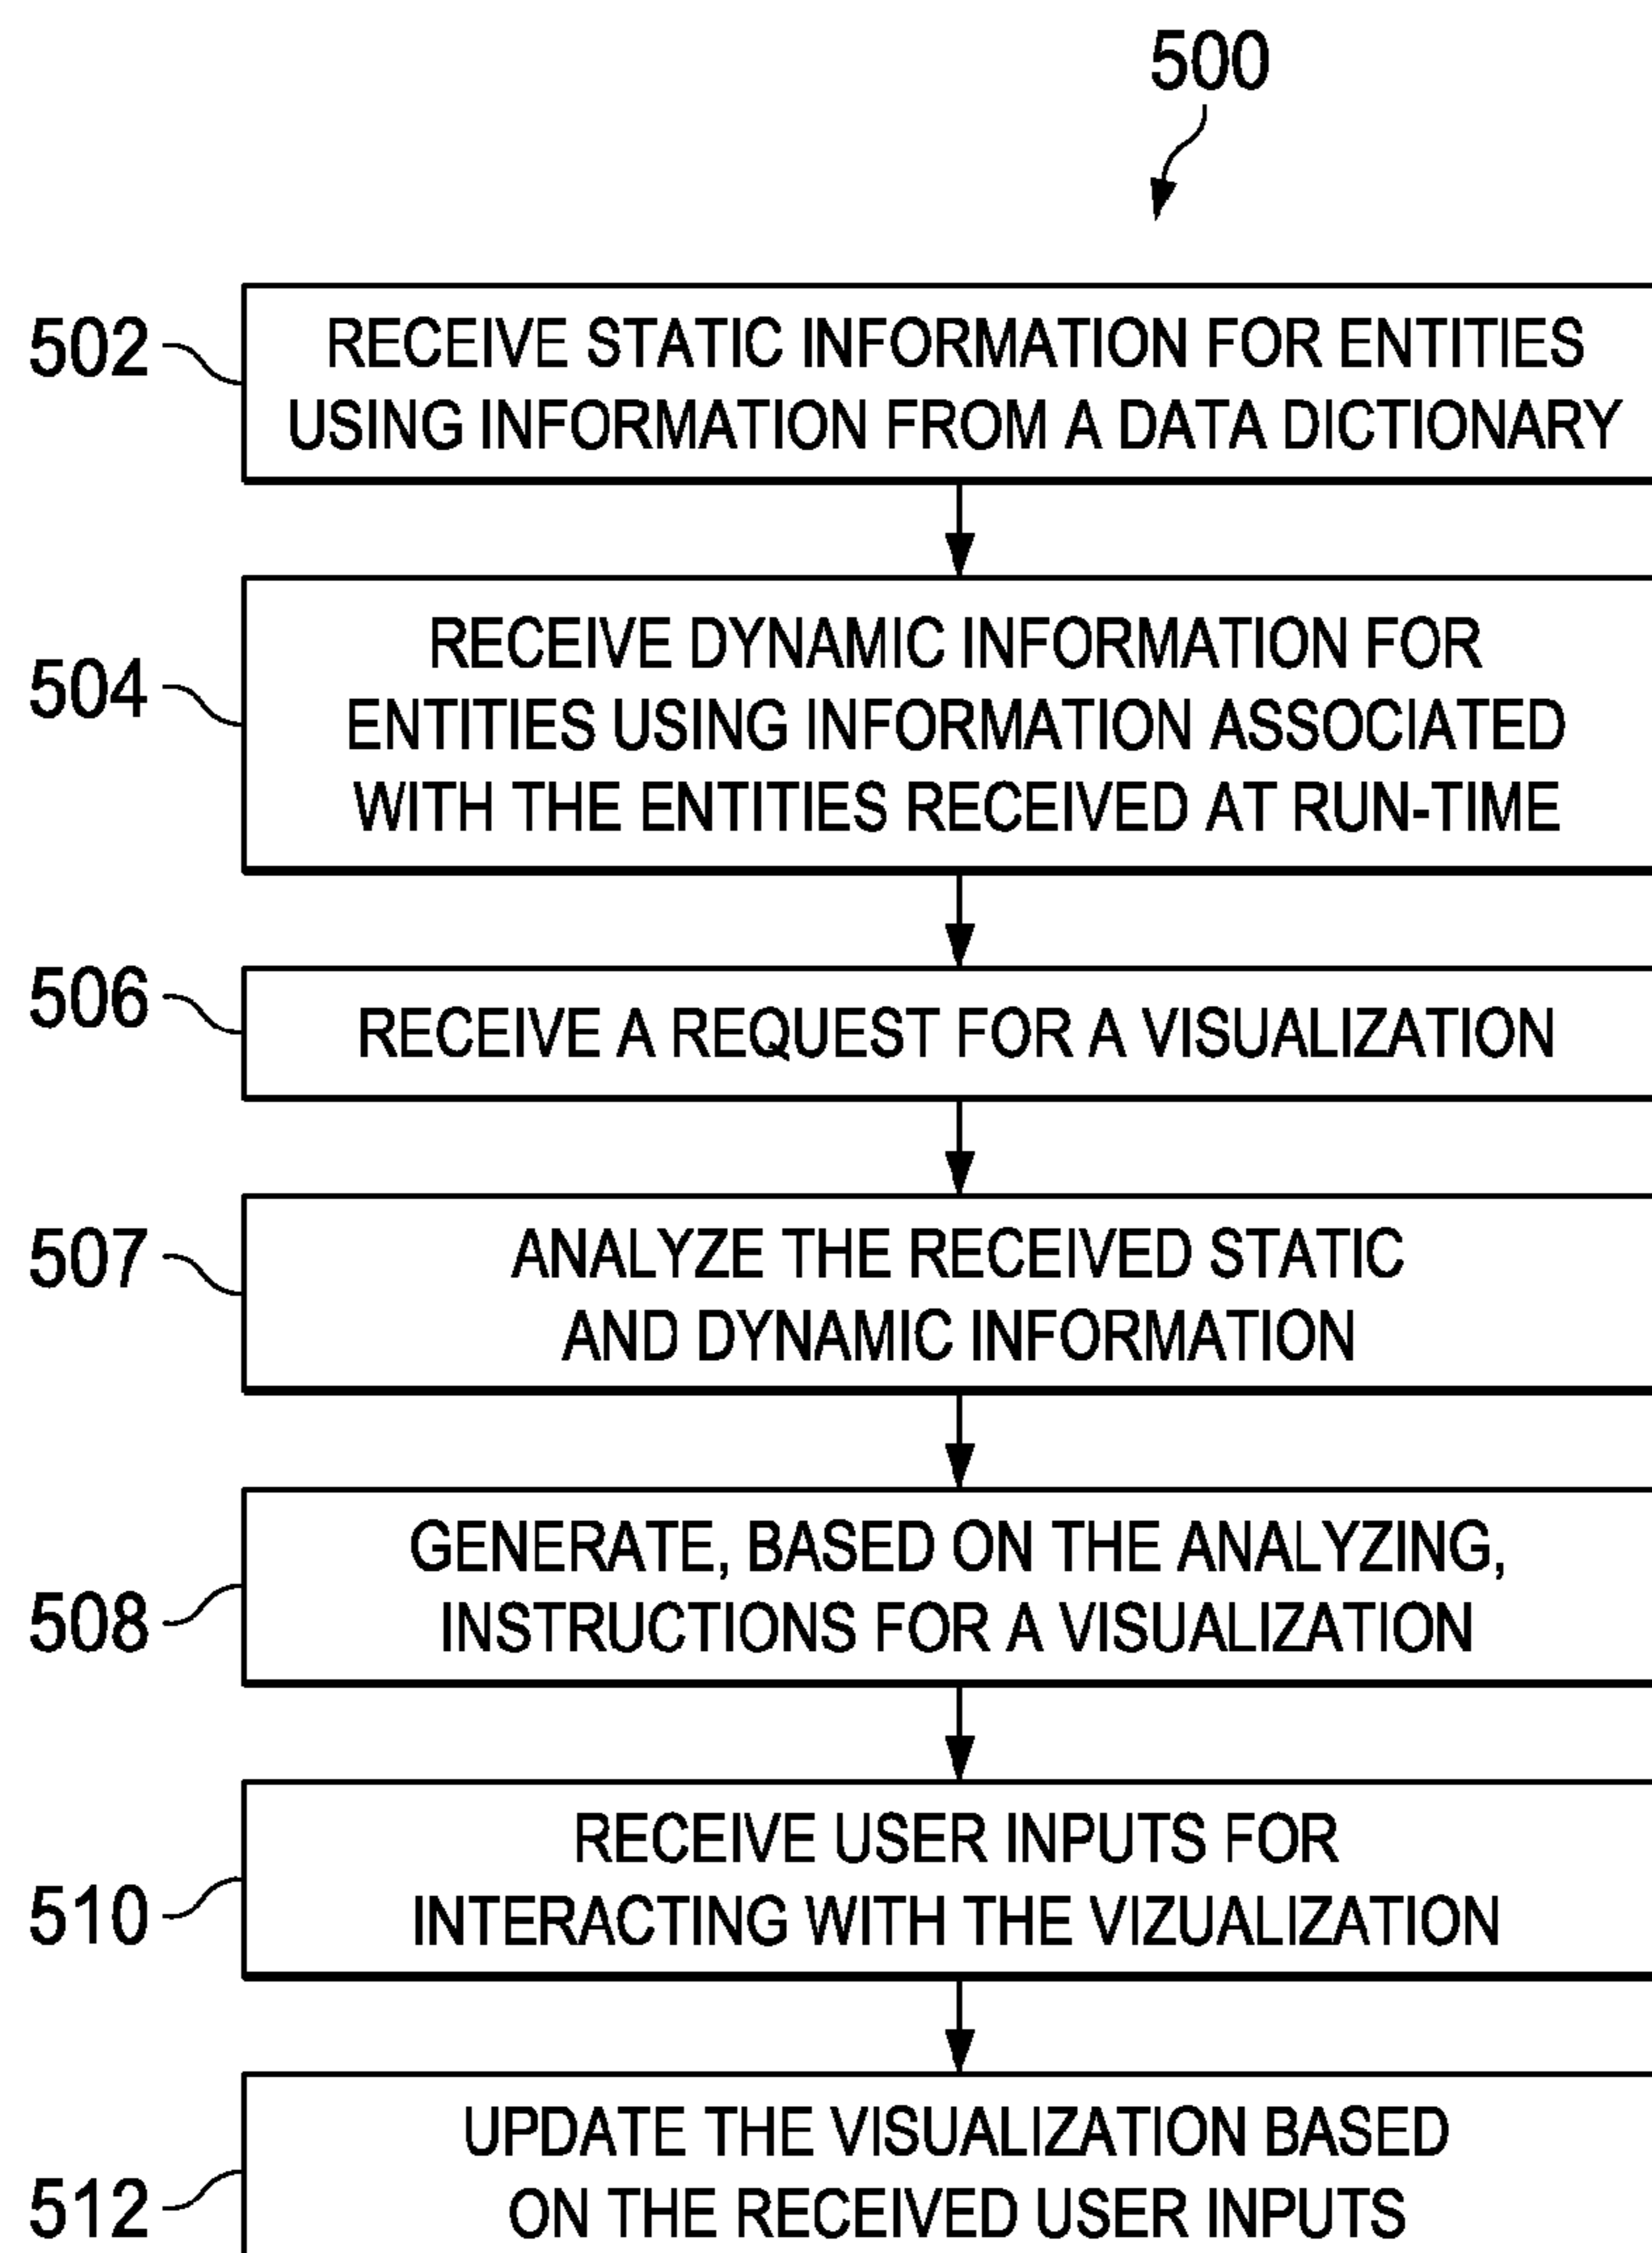 500
502
RECEIVE STATIC INFORMATION FOR ENTITIES
USING INFORMATION FROM A DATA DICTIONARY
504
RECEIVE DYNAMIC INFORMATION FOR
ENTITIES USING INFORMATION ASSOCIATED
WITH THE ENTITIES RECEIVED AT RUN-TIME
506
RECEIVE A REQUEST FOR A VISUALIZATION
507
ANALYZE THE RECEIVED STATIC
AND DYNAMIC INFORMATION
508
GENERATE, BASED ON THE ANALYZING,
INSTRUCTIONS FOR A VISUALIZATION
510
RECEIVE USER INPUTS FOR
INTERACTING WITH THE VIZUALIZATION
512
UPDATE THE VISUALIZATION BASED
ON THE RECEIVED USER INPUTS